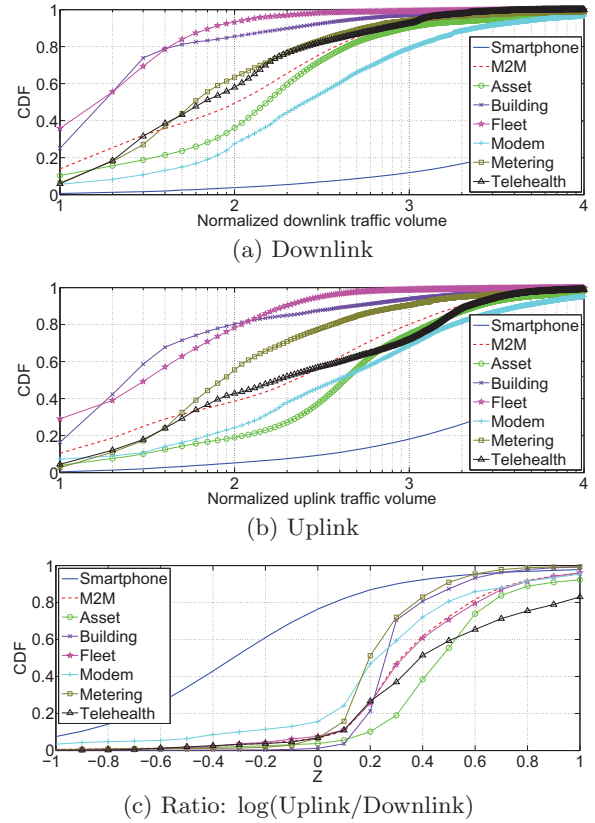 1
0.8
0.6
0.4
0.2
0
CDF
1
2
3
4
Normalized downlink traffic volume
Smartphone
M2M
Asset
Building
Fleet
Modem
Metering
Telehealth
(a) Downlink
1
0.8
0.6
0.4
0.2
0
CDF
1
2
3
4
Normalized uplink traffic volume
Smartphone
M2M
Asset
Building
Fleet
Modem
Metering
Telehealth
(b) Uplink
1
0.8
0.6
0.4
0.2
0
CDF
Smartphone
M2M
Asset
Building
Fleet
Modem
Metering
Telehealth
−1
−0.8
−0.6
−0.4
−0.2
0
0.2
0.4
0.6
0.8
1
Z
(c) Ratio: log(Uplink/Downlink)